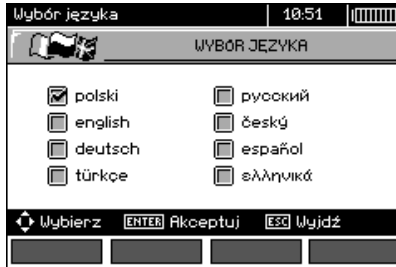 Wybór języka 10:51
WYBÓR JĘZYKA
polski русский
english český
deutsch español
türkçe ελληνικά
Wybierz ENTER Akceptuj ESC Wyjdź